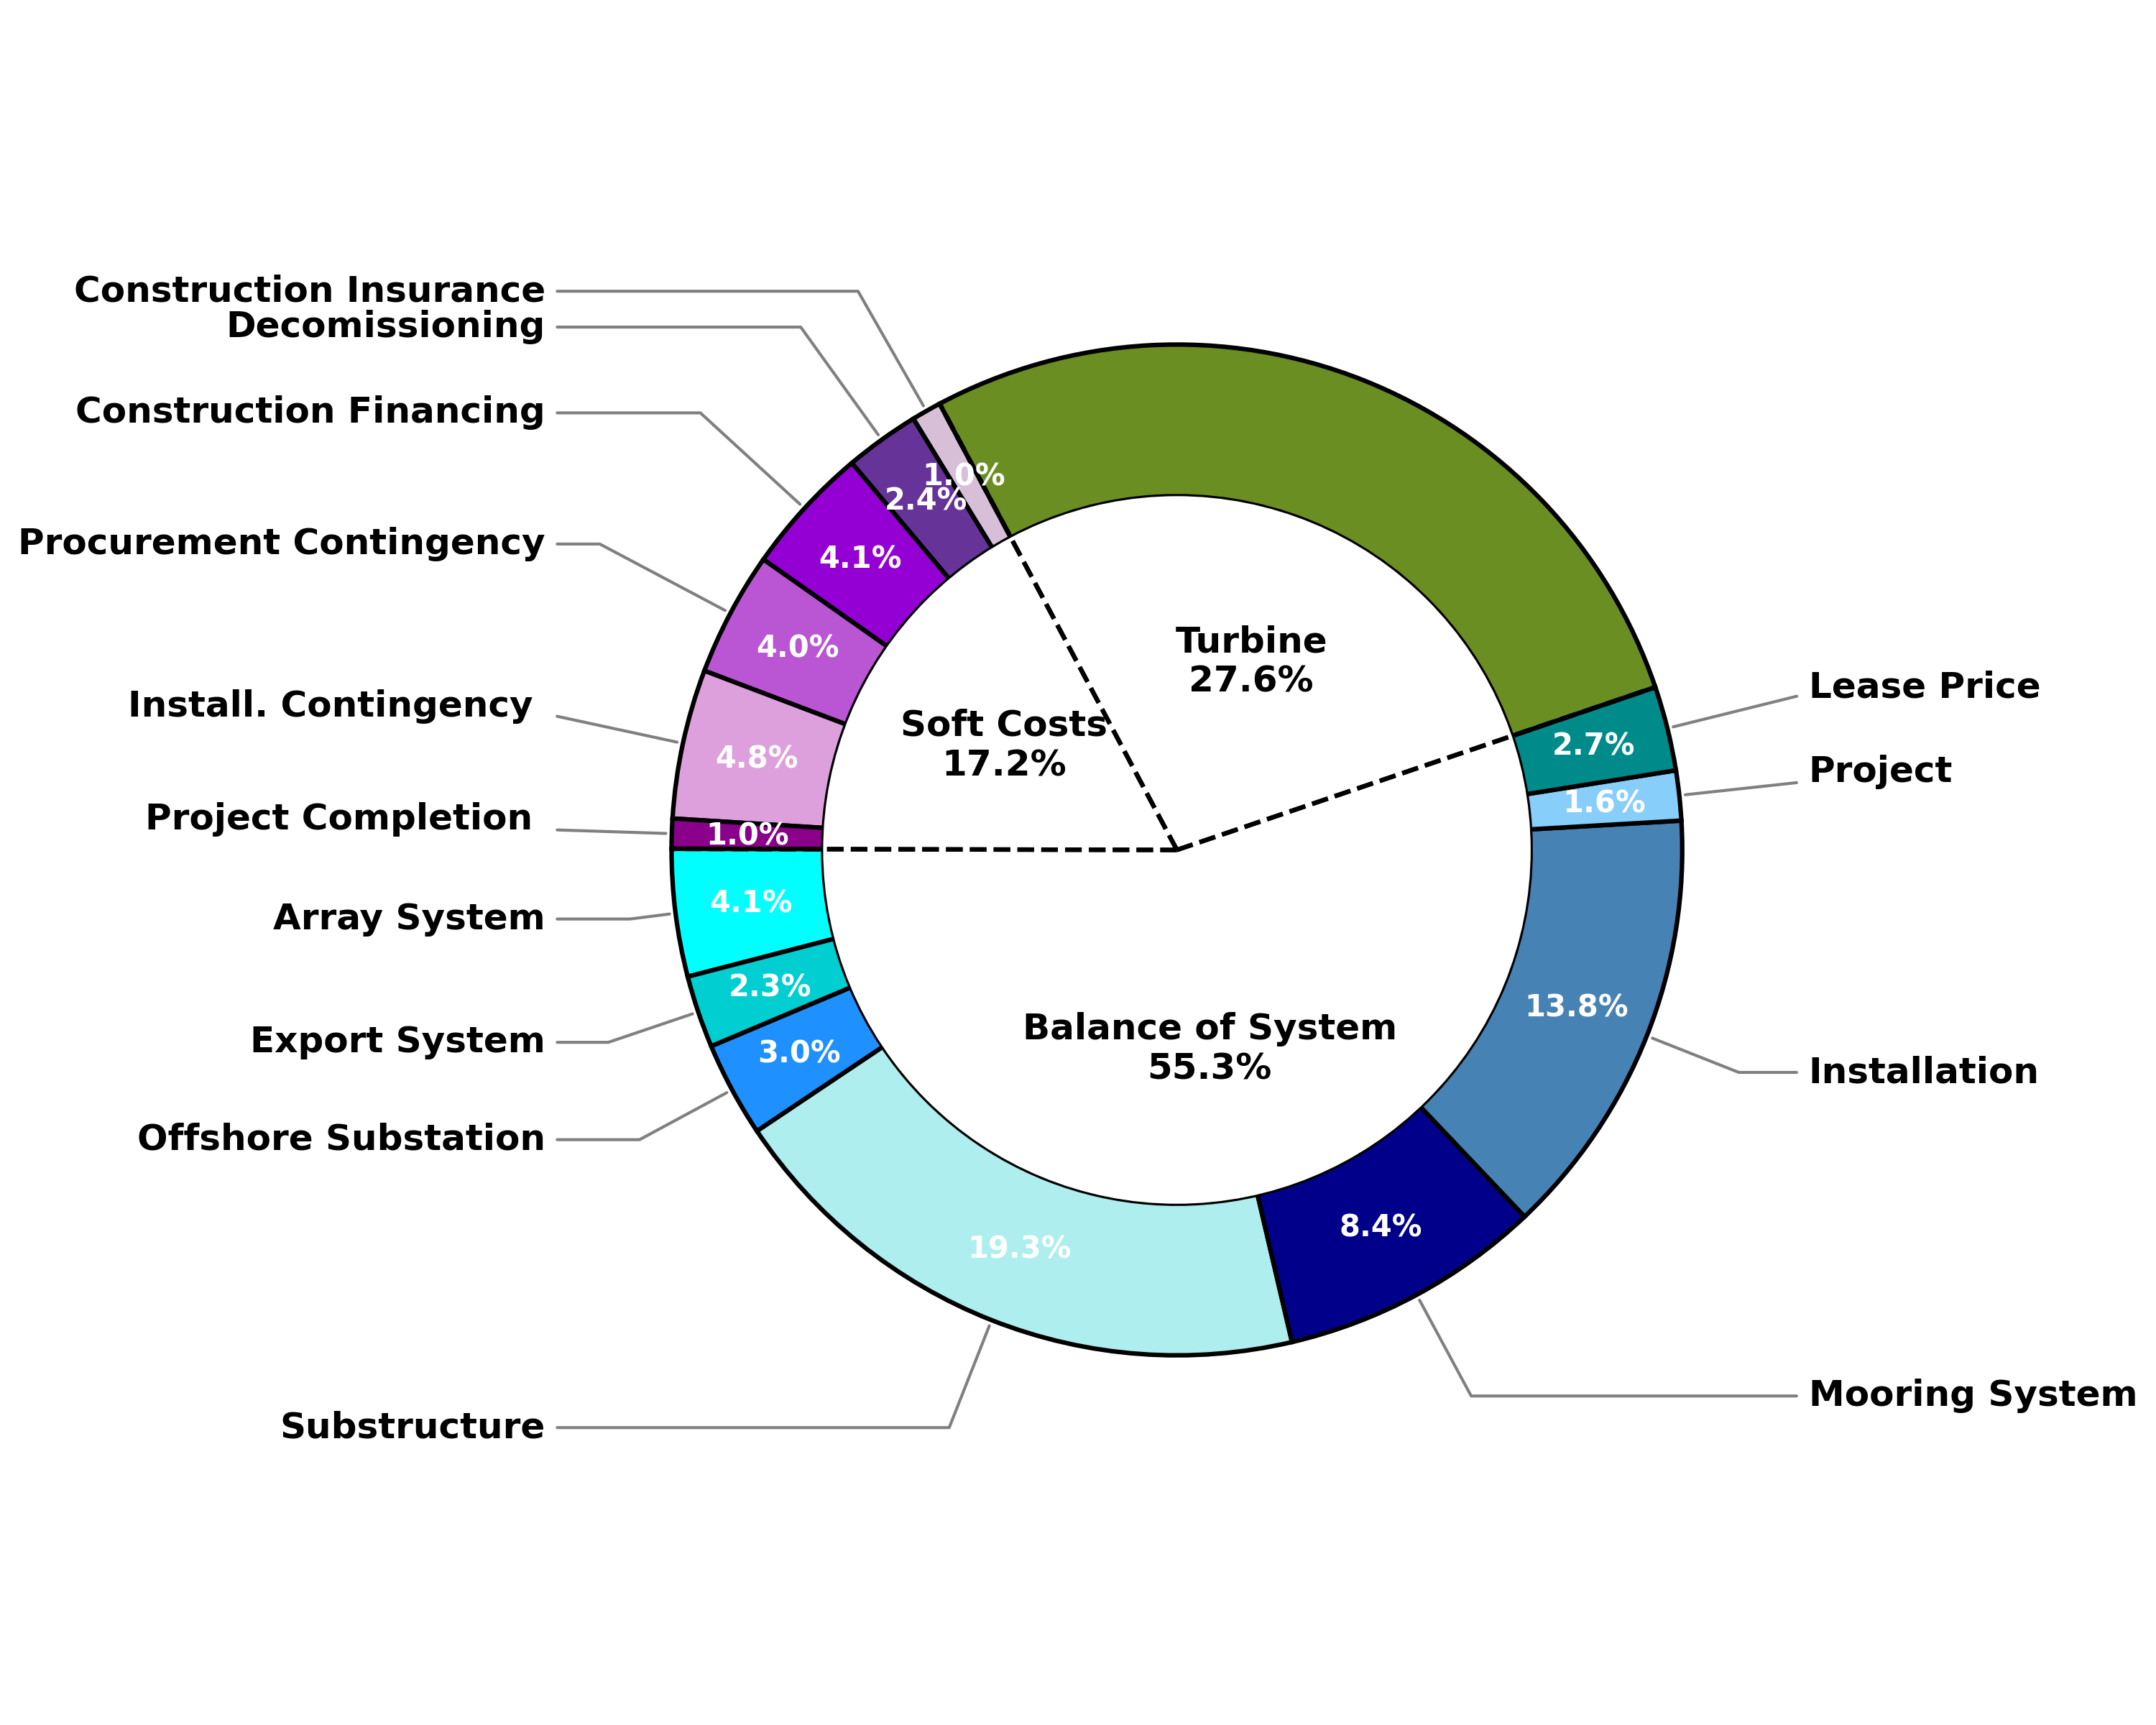 Construction Insurance
Decomissioning
Construction Financing
Procurement Contingency
Install. Contingency
Project Completion
Array System
Export System
Offshore Substation
Substructure
1.0%
2.4%
4.1%
4.0%
4.8%
1.0%
4.1%
2.3%
3.0%
19.3%
Turbine
27.6%
Soft Costs
17.2%
Balance of System
55.3%
2.7%
1.6%
13.8%
8.4%
Lease Price
Project
Installation
Mooring System